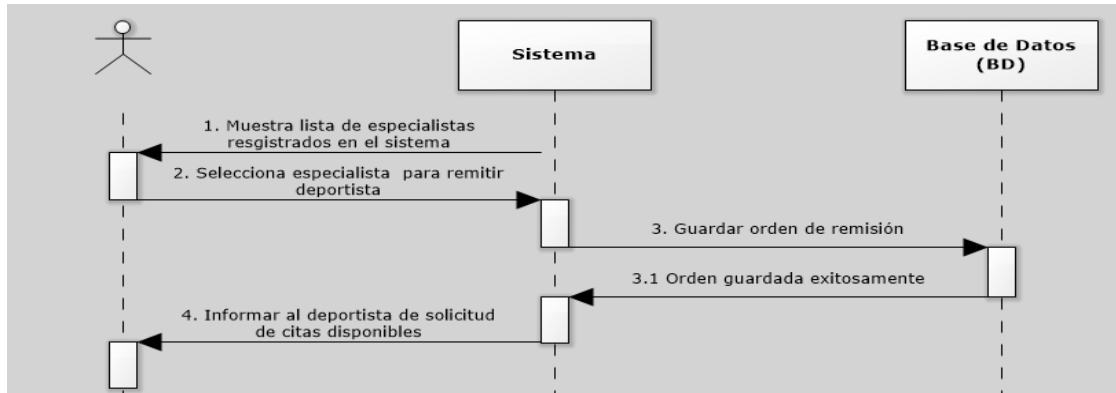 Sistema
Base de Datos
(BD)
1. Muestra lista de especialistas
resgistrados en el sistema
2. Selecciona especialista para remitir
deportista
3. Guardar orden de remisión
3.1 Orden guardada exitosamente
4. Informar al deportista de solicitud
de citas disponibles